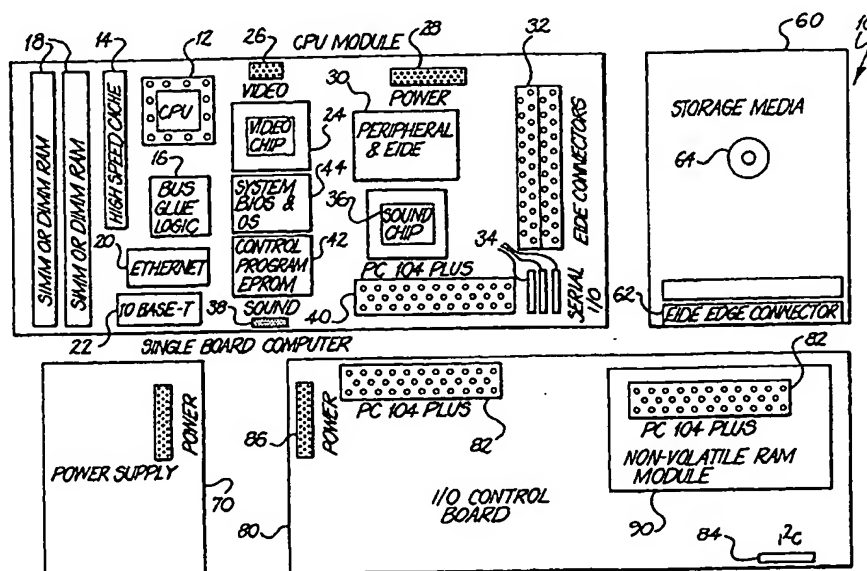 18
14
12
26
CPU MODULE
28
32
60
10
SIMM OR DIMM RAM
SIMM OR DIMM RAM
HIGH SPEED CACHE
CPU
VIDEO
POWER
VIDEO
CHIP
24
30
PERIPHERAL
& EIDE
EIDE CONNECTORS
STORAGE MEDIA
64
16
BUS
GLUE
LOGIC
SYSTEM
BIOS &
OS
44
36
SOUND
CHIP
20
ETHERNET
CONTROL
PROGRAM
EPROM
42
34
PC 104 PLUS
10 BASE-T
22
38
SOUND
40
SERIAL
I/O
62
EIDE EDGE CONNECTOR
SINGLE BOARD COMPUTER
82
POWER
POWER SUPPLY
70
86
POWER
PC 104 PLUS
82
PC 104 PLUS
NON-VOLATILE RAM
MODULE
I/O CONTROL
BOARD
80
90
84
I²C